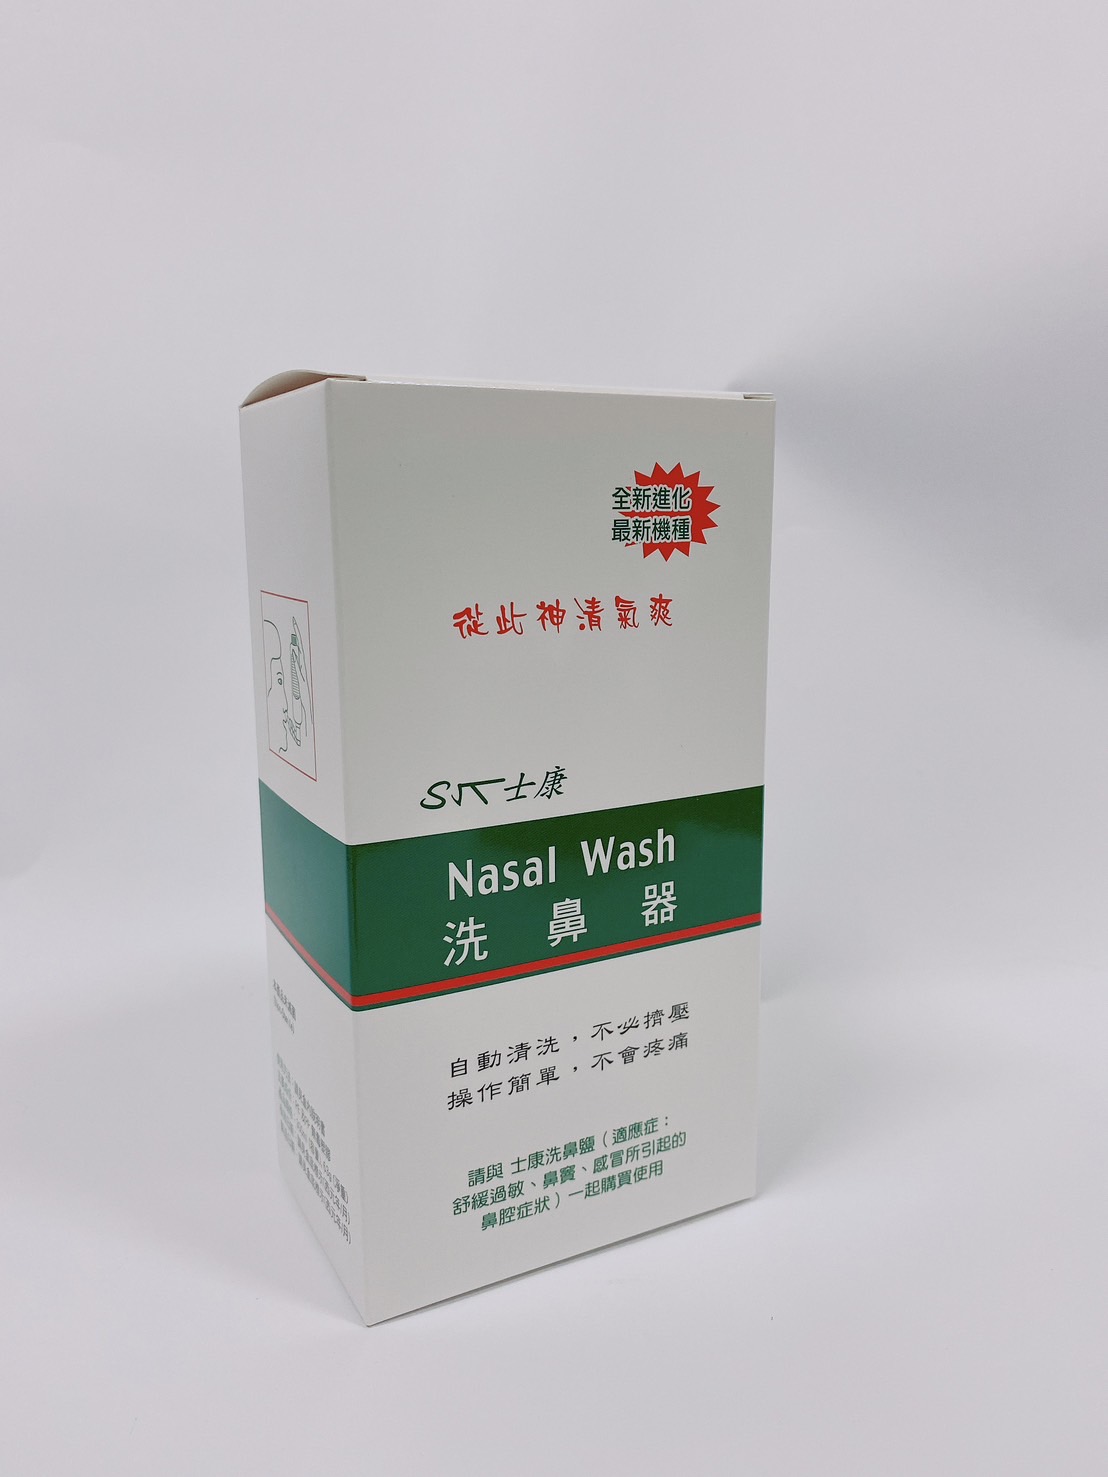 全新進化
最新機種
從此神清氣爽
SK士康
Nasal Wash
洗鼻器
自動清洗，不必擠壓
操作簡單，不會疼痛
請與 士康洗鼻鹽（適應症：
舒緩過敏、鼻竇、感冒所引起的
鼻腔症狀）一起購買使用